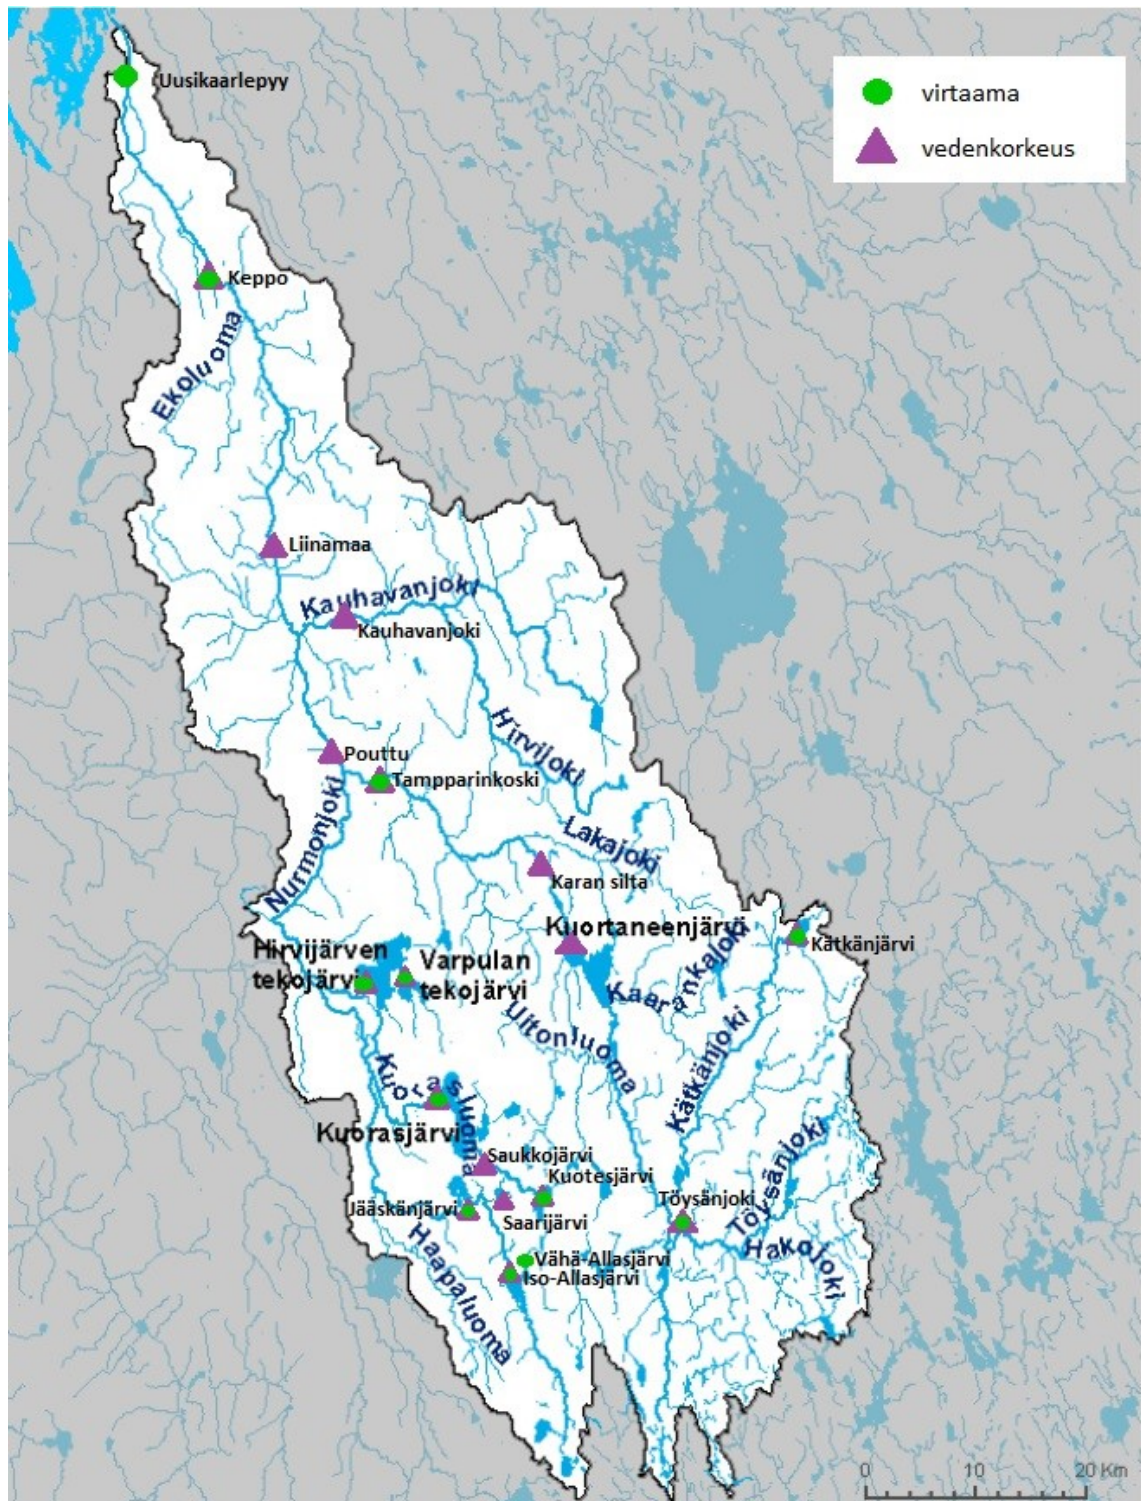 Uusikaarlepyy
virtaama
vedenkorkeus
Keppo
Ekoluoma
Liinamaa
Kauhavanjoki
Kauhavanjoki
Hirvijoki
Pouttu
Tampparinkoski
Nurmonjoki
Lakajoki
Karan silta
Kuortaneenjärvi
Kätkänjärvi
Hirvijärven
tekojärvi
Varpulan
tekojärvi
Kaarankajoki
Uitonluoma
Kätkänjoki
Kuorasluoma
Kuorasjärvi
Saukkojärvi
Kuotesjärvi
Jääskänjärvi
Saarijärvi
Töysänjoki
Töysänjoki
Hakojoki
Haapaluoma
Vähä-Allasjärvi
Iso-Allasjärvi
0 10 20 Km